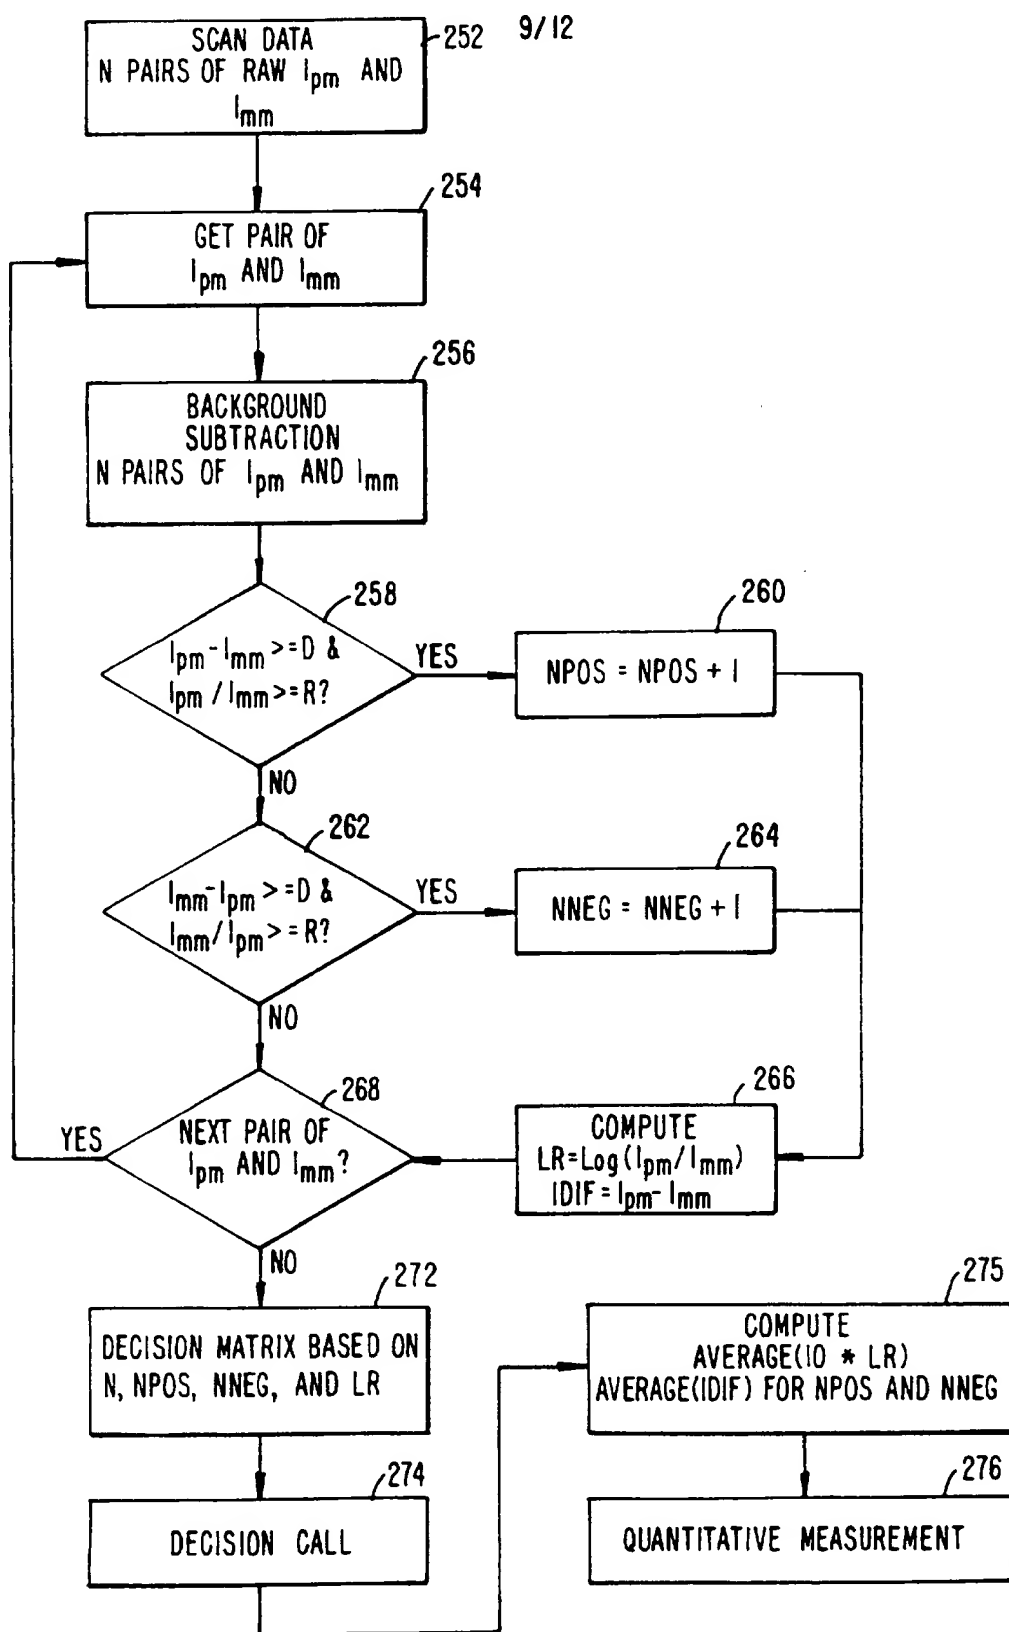 9/12
252
SCAN DATA
N PAIRS OF RAW Ipm AND
Imm
254
GET PAIR OF
Ipm AND Imm
256
BACKGROUND
SUBTRACTION
N PAIRS OF Ipm AND Imm
258
Ipm-Imm>=D &
Ipm/Imm>=R?
YES
NO
260
NPOS = NPOS + 1
262
Imm-Ipm>=D &
Imm/Ipm>=R?
YES
NO
264
NNEG = NNEG + 1
266
COMPUTE
LR=Log(Ipm/Imm)
IDIF=Ipm-Imm
268
NEXT PAIR OF
Ipm AND Imm?
YES
NO
272
DECISION MATRIX BASED ON
N, NPOS, NNEG, AND LR
274
DECISION CALL
275
COMPUTE
AVERAGE(10 * LR)
AVERAGE(IDIF) FOR NPOS AND NNEG
276
QUANTITATIVE MEASUREMENT